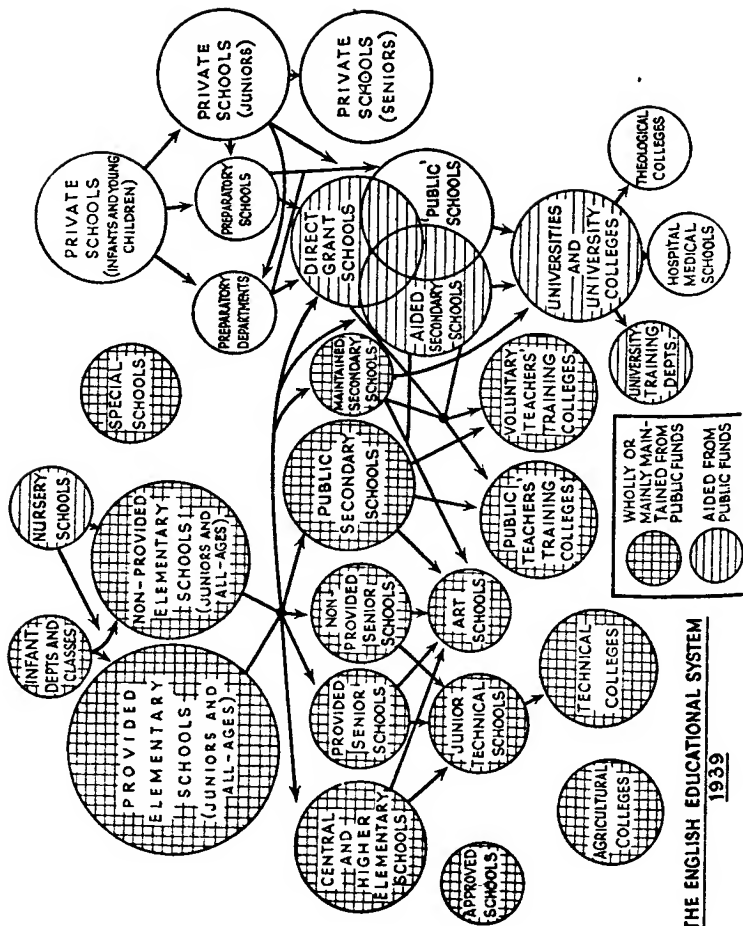 PRIVATE
SCHOOLS
(INFANTS AND YOUNG
CHILDREN)
PRIVATE
SCHOOLS
(JUNIORS)
PRIVATE
SCHOOLS
(SENIORS)
PREPARATORY
SCHOOLS
PREPARATORY
DEPARTMENTS
SPECIAL
SCHOOLS
NURSERY
SCHOOLS
INFANT
DEPTS AND
CLASSES
NON-PROVIDED
ELEMENTARY
SCHOOLS
(JUNIORS AND
ALL-AGES)
PROVIDED
ELEMENTARY
SCHOOLS
(JUNIORS AND
ALL-AGES)
DIRECT
GRANT
SCHOOLS
'PUBLIC'
SCHOOLS
AIDED
SECONDARY
SCHOOLS
MAINTAINED
SECONDARY
SCHOOLS
PUBLIC
SECONDARY
SCHOOLS
NON-
PROVIDED
SENIOR
SCHOOLS
PROVIDED
SENIOR
SCHOOLS
CENTRAL
AND
HIGHER
ELEMENTARY
SCHOOLS
UNIVERSITIES
AND
UNIVERSITY
COLLEGES
VOLUNTARY
TEACHERS'
TRAINING
COLLEGES
PUBLIC
TEACHERS'
TRAINING
COLLEGES
ART
SCHOOLS
JUNIOR
TECHNICAL
SCHOOLS
APPROVED
SCHOOLS
THEOLOGICAL
COLLEGES
HOSPITAL
MEDICAL
SCHOOLS
UNIVERSITY
TRAINING
DEPTS.
TECHNICAL
COLLEGES
AGRICULTURAL
COLLEGES
WHOLLY OR
MAINLY MAIN-
TAINED FROM
PUBLIC FUNDS
AIDED FROM
PUBLIC FUNDS
THE ENGLISH EDUCATIONAL SYSTEM
1939